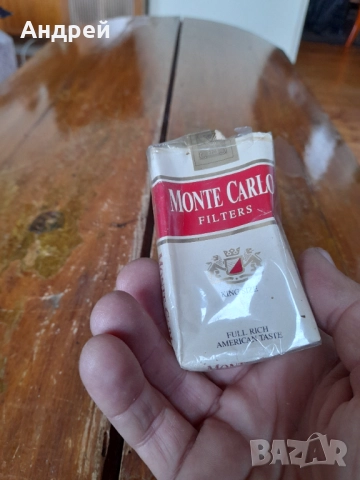 Андрей
MONTE CARLO
FILTERS
FULL RICH
AMERICAN TASTE
BAZAR